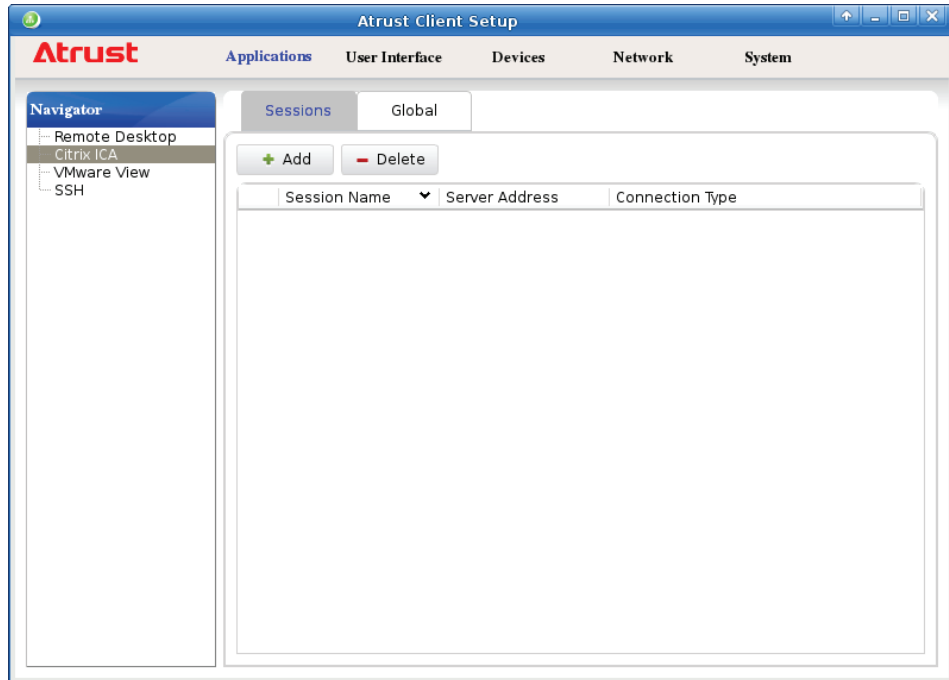 Atrust Client Setup
Atrust Applications User Interface Devices Network System
Navigator
Remote Desktop
Citrix ICA
VMware View
SSH
Sessions Global
Add Delete
Session Name Server Address Connection Type